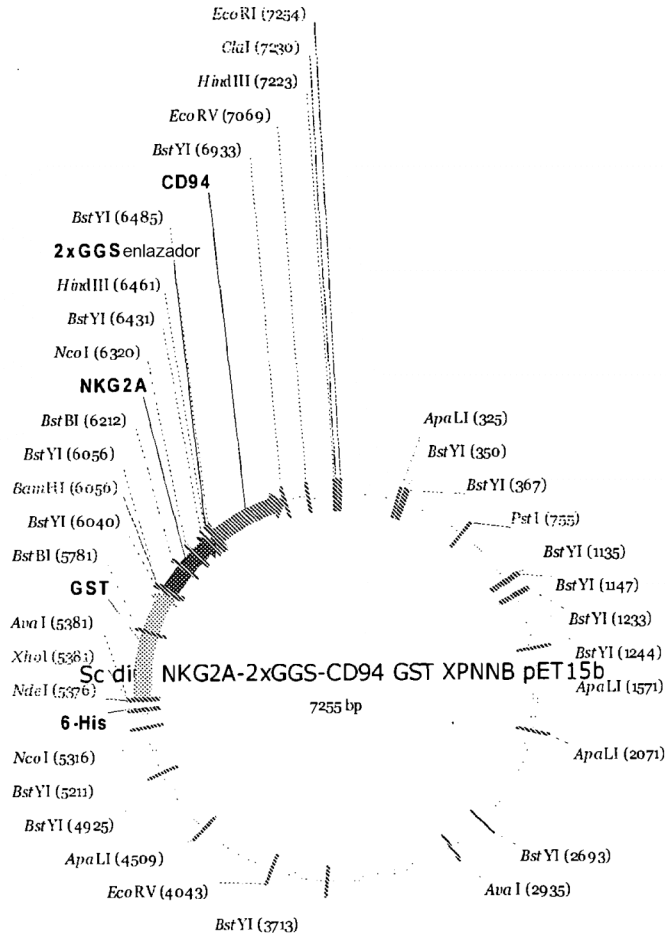 EcoRI (7254)
ClaI (7230)
HindIII (7223)
EcoRV (7069)
BstYI (6933)
CD94
BstYI (6485)
2xGGS enlazador
HindIII (6461)
BstYI (6431)
NcoI (6320)
NKG2A
BstBI (6212)
BstYI (6056)
BamHI (6056)
BstYI (6040)
BstBI (5781)
GST
AvaI (5381)
XhoI (5381)
NdeI (5376)
6-His
NcoI (5316)
BstYI (5211)
BstYI (4925)
ApaLI (4509)
EcoRV (4043)
BstYI (3713)
ApaLI (325)
BstYI (350)
BstYI (367)
PstI (755)
BstYI (1135)
BstYI (1147)
BstYI (1233)
BstYI (1244)
ApaLI (1571)
ApaLI (2071)
BstYI (2693)
AvaI (2935)
Sc di NKG2A-2xGGS-CD94 GST XPNNB pET15b
7255 bp